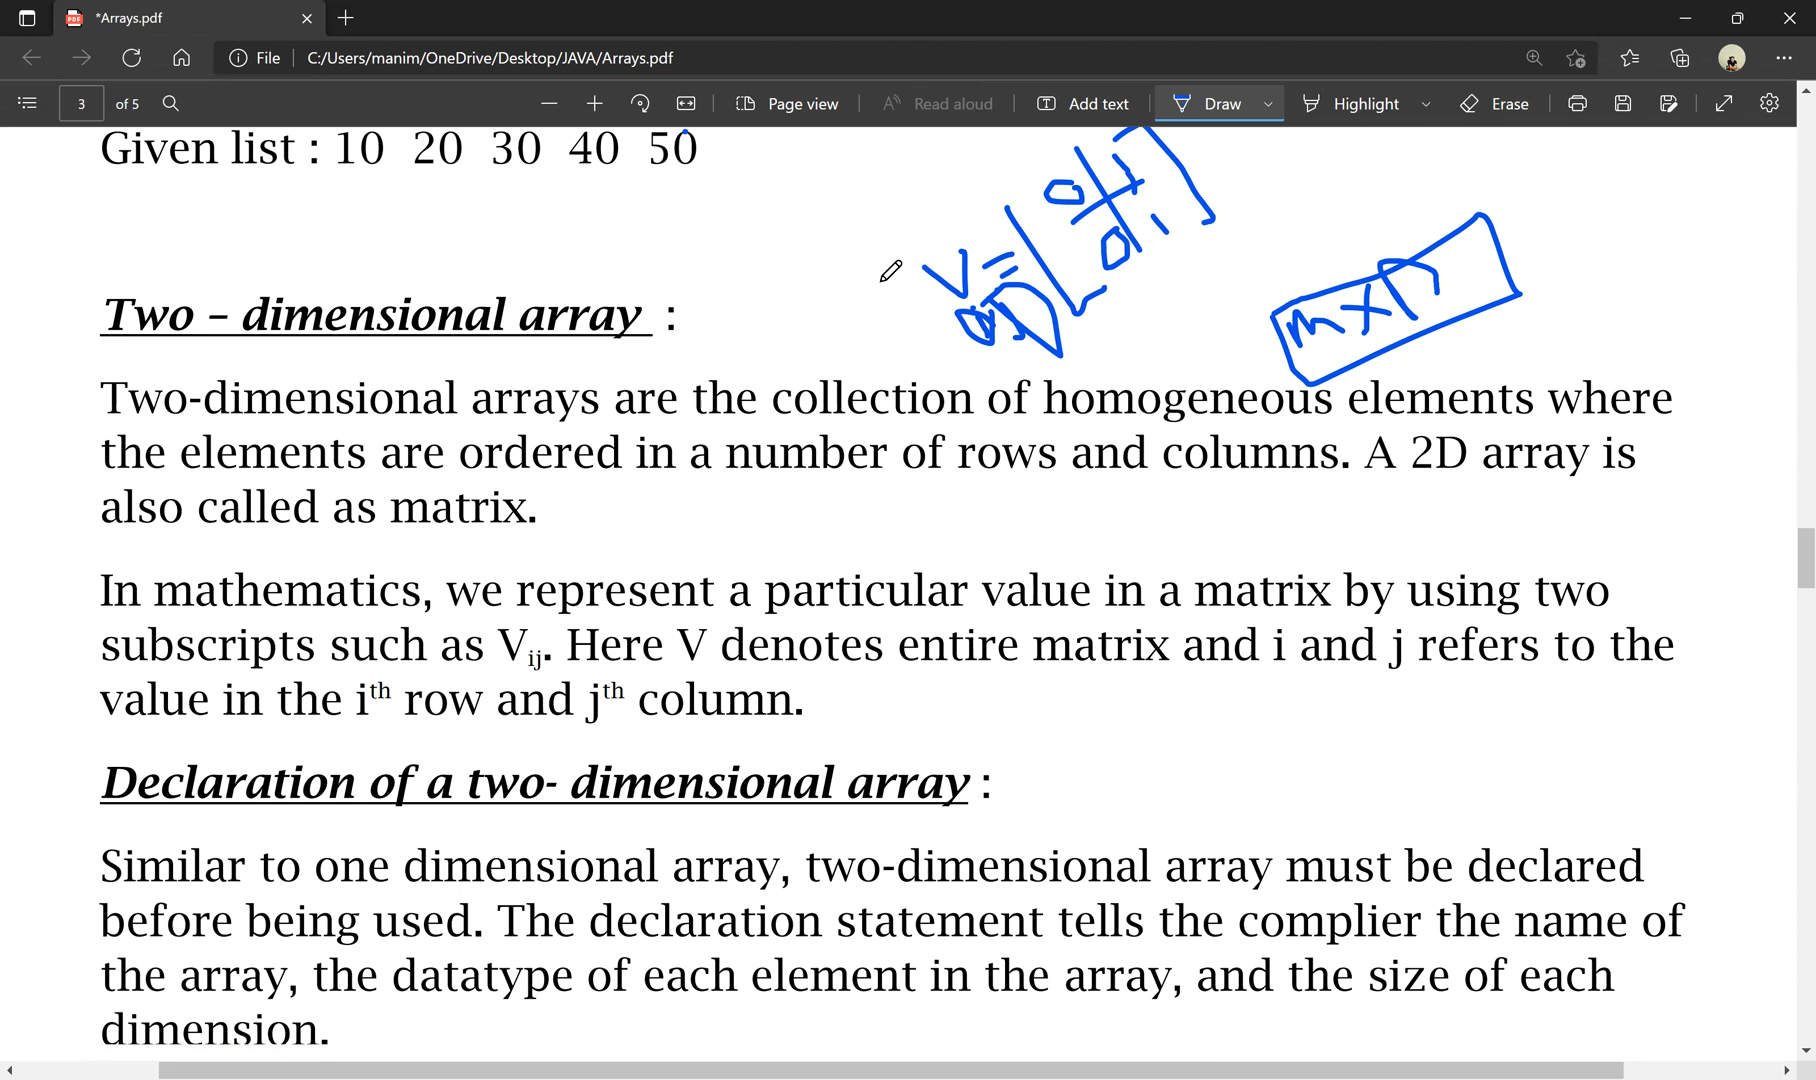 *Arrays.pdf
File C:/Users/manim/OneDrive/Desktop/JAVA/Arrays.pdf
3 of 5 Page view Read aloud Add text Draw Highlight Erase
Given list : 10 20 30 40 50
V =
m x n
Two – dimensional array :
Two-dimensional arrays are the collection of homogeneous elements where
the elements are ordered in a number of rows and columns. A 2D array is
also called as matrix.
In mathematics, we represent a particular value in a matrix by using two
subscripts such as Vij. Here V denotes entire matrix and i and j refers to the
value in the ith row and jth column.
Declaration of a two- dimensional array :
Similar to one dimensional array, two-dimensional array must be declared
before being used. The declaration statement tells the complier the name of
the array, the datatype of each element in the array, and the size of each
dimension.